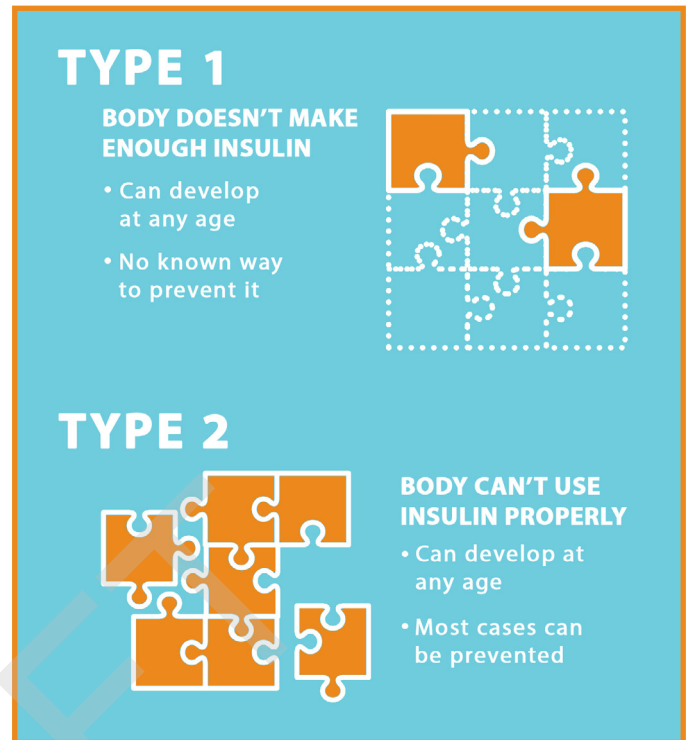 TYPE 1
BODY DOESN'T MAKE
ENOUGH INSULIN
• Can develop
at any age
• No known way
to prevent it
TYPE 2
BODY CAN'T USE
INSULIN PROPERLY
• Can develop at
any age
• Most cases can
be prevented